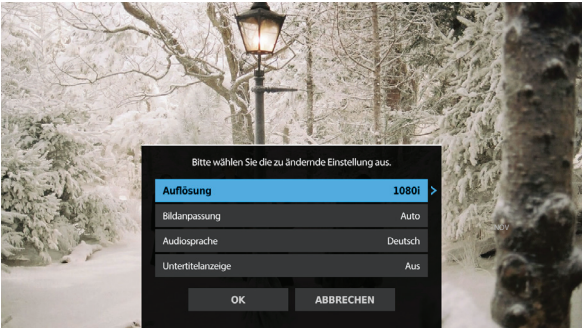 Bitte wählen Sie die zu ändernde Einstellung aus.
Auflösung 1080i >
Bildanpassung Auto
Audiosprache Deutsch
Untertitelanzeige Aus
OK ABBRECHEN